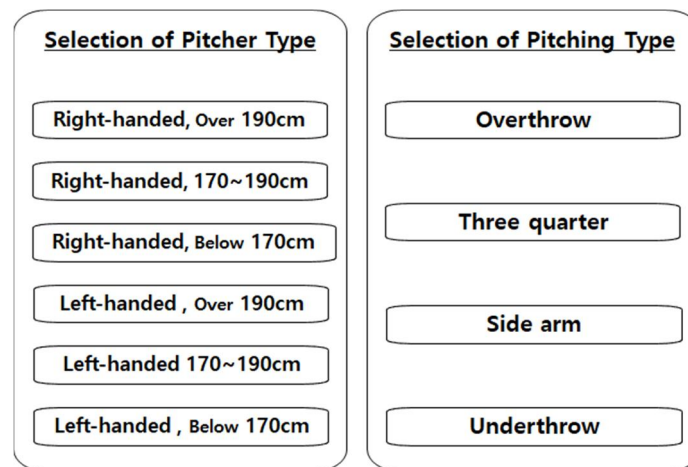 Selection of Pitcher Type
Right-handed, Over 190cm
Right-handed, 170~190cm
Right-handed, Below 170cm
Left-handed , Over 190cm
Left-handed 170~190cm
Left-handed , Below 170cm
Selection of Pitching Type
Overthrow
Three quarter
Side arm
Underthrow